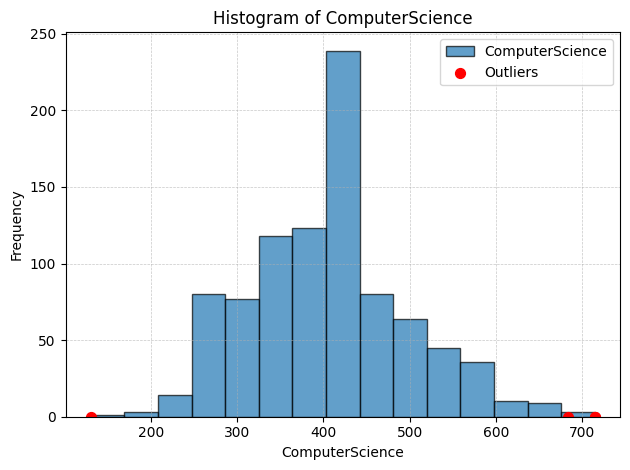 Histogram of ComputerScience
ComputerScience
Outliers
250
200
150
100
50
0
Frequency
200 300 400 500 600 700
ComputerScience